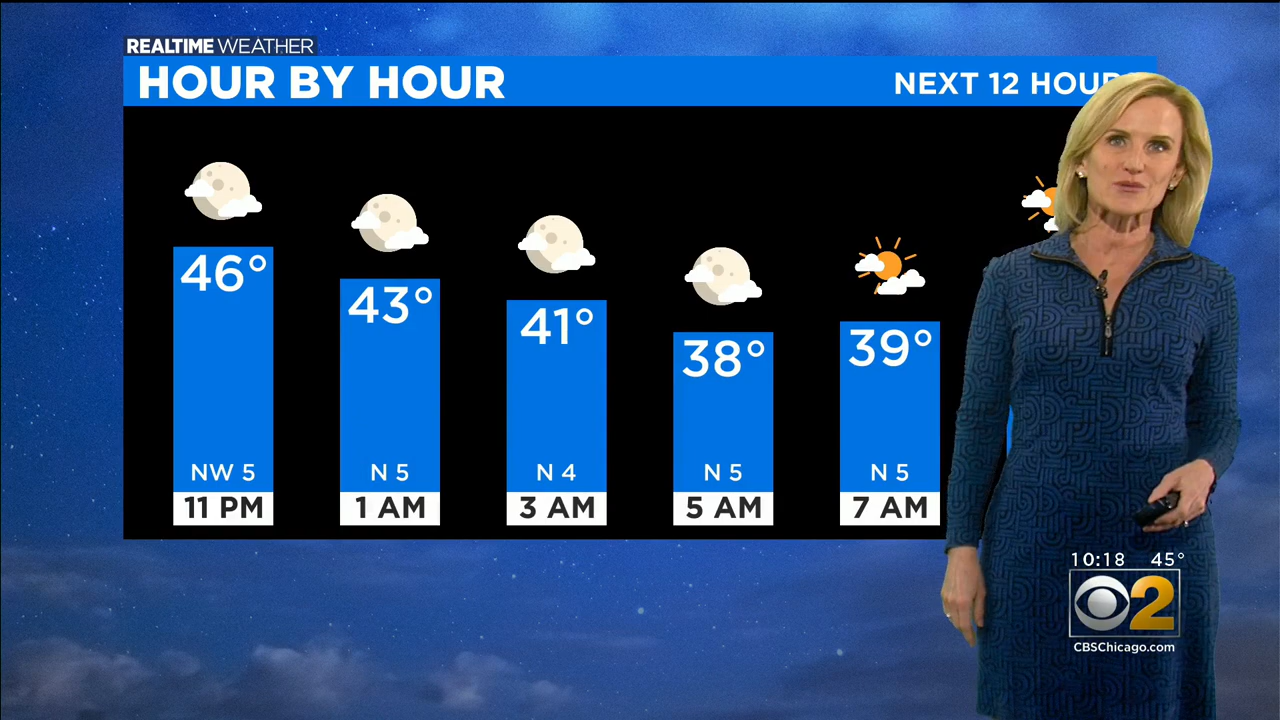 REALTIME WEATHER
HOUR BY HOUR
NEXT 12 HOUR
46°
43°
41°
38°
39°
NW 5
N 5
N 4
N 5
N 5
11 PM
1 AM
3 AM
5 AM
7 AM
10:18 45°
2
CBSChicago.com